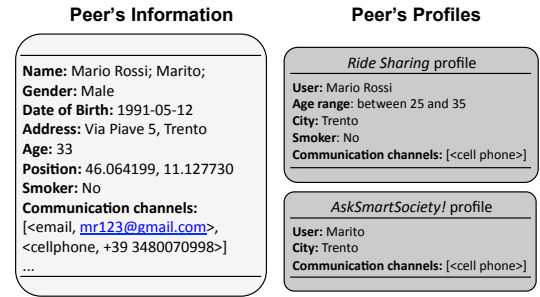 Peer's Information
Name: Mario Rossi; Marito;
Gender: Male
Date of Birth: 1991-05-12
Address: Via Piave 5, Trento
Age: 33
Position: 46.064199, 11.127730
Smoker: No
Communication channels:
[<email, mr123@gmail.com>,
<cellphone, +39 3480070998>]
...
Peer's Profiles
Ride Sharing profile
User: Mario Rossi
Age range: between 25 and 35
City: Trento
Smoker: No
Communication channels: [<cell phone>]
AskSmartSociety! profile
User: Marito
City: Trento
Communication channels: [<cell phone>]